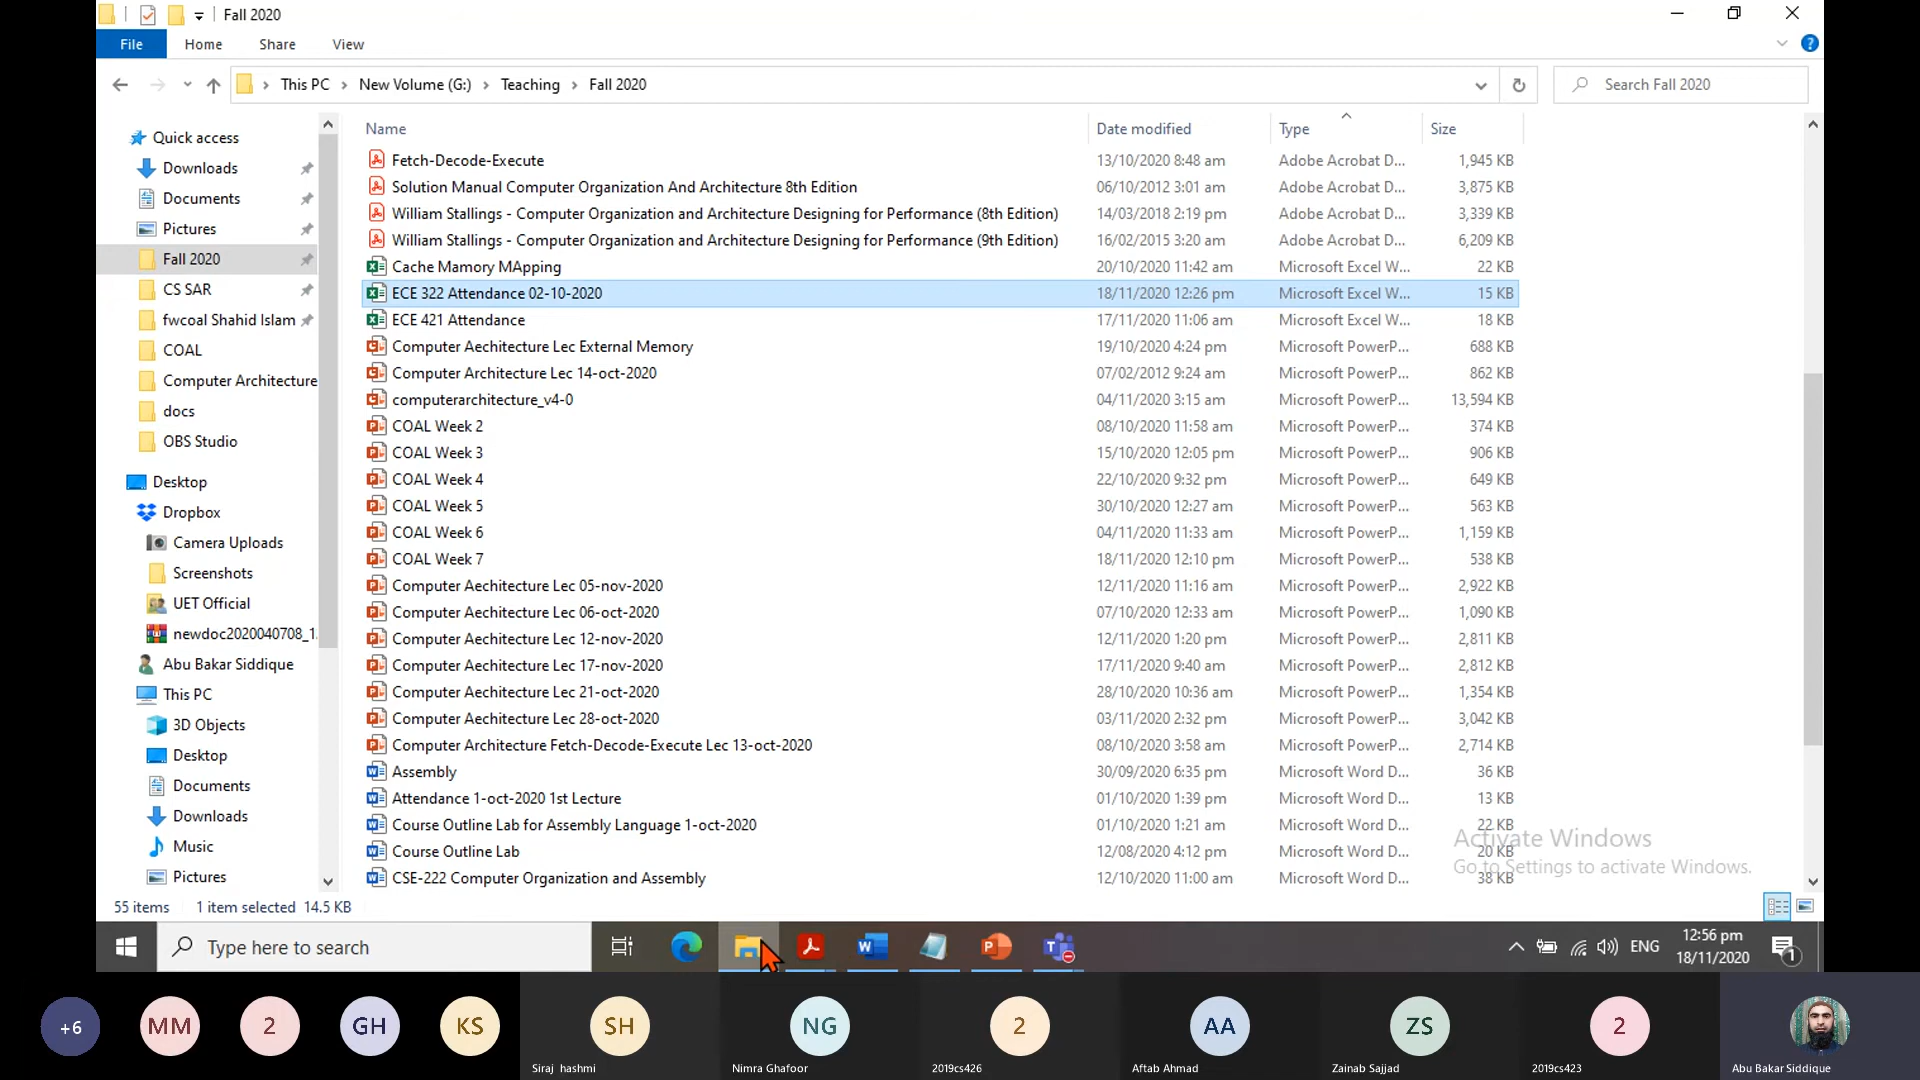 Fall 2020
File Home Share View
This PC New Volume (G:) Teaching Fall 2020 Search Fall 2020
Name Date modified Type Size
Quick access
Downloads
Documents
Pictures
Fall 2020
CS SAR
fwcoal Shahid Islam
COAL
Computer Architecture
docs
OBS Studio
Desktop
Dropbox
Camera Uploads
Screenshots
UET Official
newdoc2020040708_1.
Abu Bakar Siddique
This PC
3D Objects
Desktop
Documents
Downloads
Music
Pictures
Fetch-Decode-Execute 13/10/2020 8:48 am Adobe Acrobat D... 1,945 KB
Solution Manual Computer Organization And Architecture 8th Edition 06/10/2012 3:01 am Adobe Acrobat D... 3,875 KB
William Stallings - Computer Organization and Architecture Designing for Performance (8th Edition) 14/03/2018 2:19 pm Adobe Acrobat D... 3,339 KB
William Stallings - Computer Organization and Architecture Designing for Performance (9th Edition) 16/02/2015 3:20 am Adobe Acrobat D... 6,209 KB
Cache Mamory MApping 20/10/2020 11:42 am Microsoft Excel W... 22 KB
ECE 322 Attendance 02-10-2020 18/11/2020 12:26 pm Microsoft Excel W... 15 KB
ECE 421 Attendance 17/11/2020 11:06 am Microsoft Excel W... 18 KB
Computer Aechitecture Lec External Memory 19/10/2020 4:24 pm Microsoft PowerP... 688 KB
Computer Architecture Lec 14-oct-2020 07/02/2012 9:24 am Microsoft PowerP... 862 KB
computerarchitecture_v4-0 04/11/2020 3:15 am Microsoft PowerP... 13,594 KB
COAL Week 2 08/10/2020 11:58 am Microsoft PowerP... 374 KB
COAL Week 3 15/10/2020 12:05 pm Microsoft PowerP... 906 KB
COAL Week 4 22/10/2020 9:32 pm Microsoft PowerP... 649 KB
COAL Week 5 30/10/2020 12:27 am Microsoft PowerP... 563 KB
COAL Week 6 04/11/2020 11:33 am Microsoft PowerP... 1,159 KB
COAL Week 7 18/11/2020 12:10 pm Microsoft PowerP... 538 KB
Computer Aechitecture Lec 05-nov-2020 12/11/2020 11:16 am Microsoft PowerP... 2,922 KB
Computer Aechitecture Lec 06-oct-2020 07/10/2020 12:33 am Microsoft PowerP... 1,090 KB
Computer Aechitecture Lec 12-nov-2020 12/11/2020 1:20 pm Microsoft PowerP... 2,811 KB
Computer Aechitecture Lec 17-nov-2020 17/11/2020 9:40 am Microsoft PowerP... 2,812 KB
Computer Aechitecture Lec 21-oct-2020 28/10/2020 10:36 am Microsoft PowerP... 1,354 KB
Computer Aechitecture Lec 28-oct-2020 03/11/2020 2:32 pm Microsoft PowerP... 3,042 KB
Computer Architecture Fetch-Decode-Execute Lec 13-oct-2020 08/10/2020 3:58 am Microsoft PowerP... 2,714 KB
Assembly 30/09/2020 6:35 pm Microsoft Word D... 36 KB
Attendance 1-oct-2020 1st Lecture 01/10/2020 1:39 pm Microsoft Word D... 13 KB
Course Outline Lab for Assembly Language 1-oct-2020 01/10/2020 1:21 am Microsoft Word D... 22 KB
Course Outline Lab 12/08/2020 4:12 pm Microsoft Word D... 20 KB
CSE-222 Computer Organization and Assembly 12/10/2020 11:00 am Microsoft Word D... 38 KB
Activate Windows
Go to Settings to activate Windows.
55 items 1 item selected 14.5 KB
Type here to search
ENG
12:56 pm
18/11/2020
1
+6 MM 2 GH KS SH NG 2 AA ZS 2
Siraj hashmi Nimra Ghafoor 2019cs426 Aftab Ahmad Zainab Sajjad 2019cs423 Abu Bakar Siddique